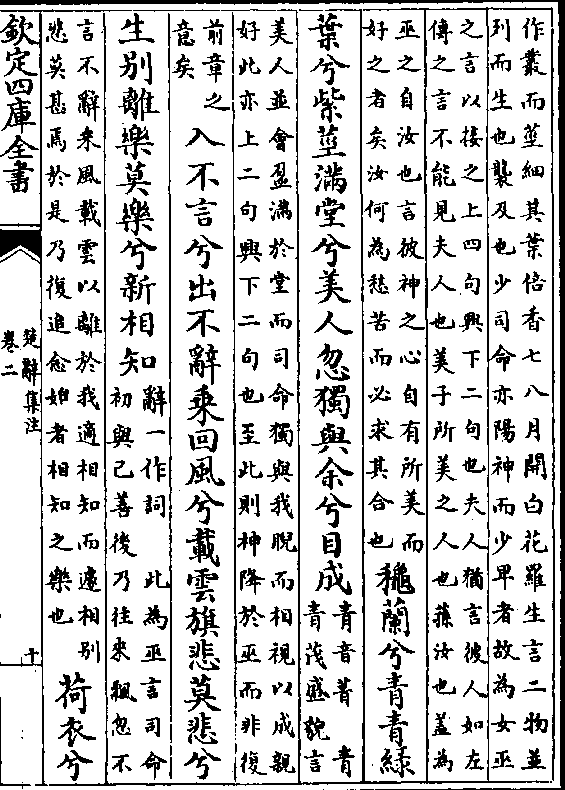 作叢而莖細其葉倍香七八月開白花羅生言二物並
列而生也襲及也少司命亦陽神而少卑者故為女巫
之言以接之上四句興下二句也夫人猶言彼人如左
傳之言不能見夫人也美子所美之人也蓀汝也蓋為
巫之自汝也言彼神之心自有所美而
好之者矣汝何為愁苦而必求其合也
秪蘭兮青青綠
葉兮紫莖滿堂兮美人忽獨與余兮目成
青音菁青
青茂盛貌言
美人並會盈滿於堂而司命獨與我睨而相視以成親
好此亦上二句興下二句也至此則神降於巫而非復
前章之
意矣
入不言兮出不辭乗回風兮載雲旗悲莫悲兮
生别離樂莫樂兮新相知
辭一作詞 此為巫言司命
初與己善後乃往來飄忽不
言不辭乗風載雲以離於我適相知而遽相别
悲莫甚焉於是乃復追愈始者相知之樂也
荷衣兮
欽定四庫全書
楚辭集注
卷二
十